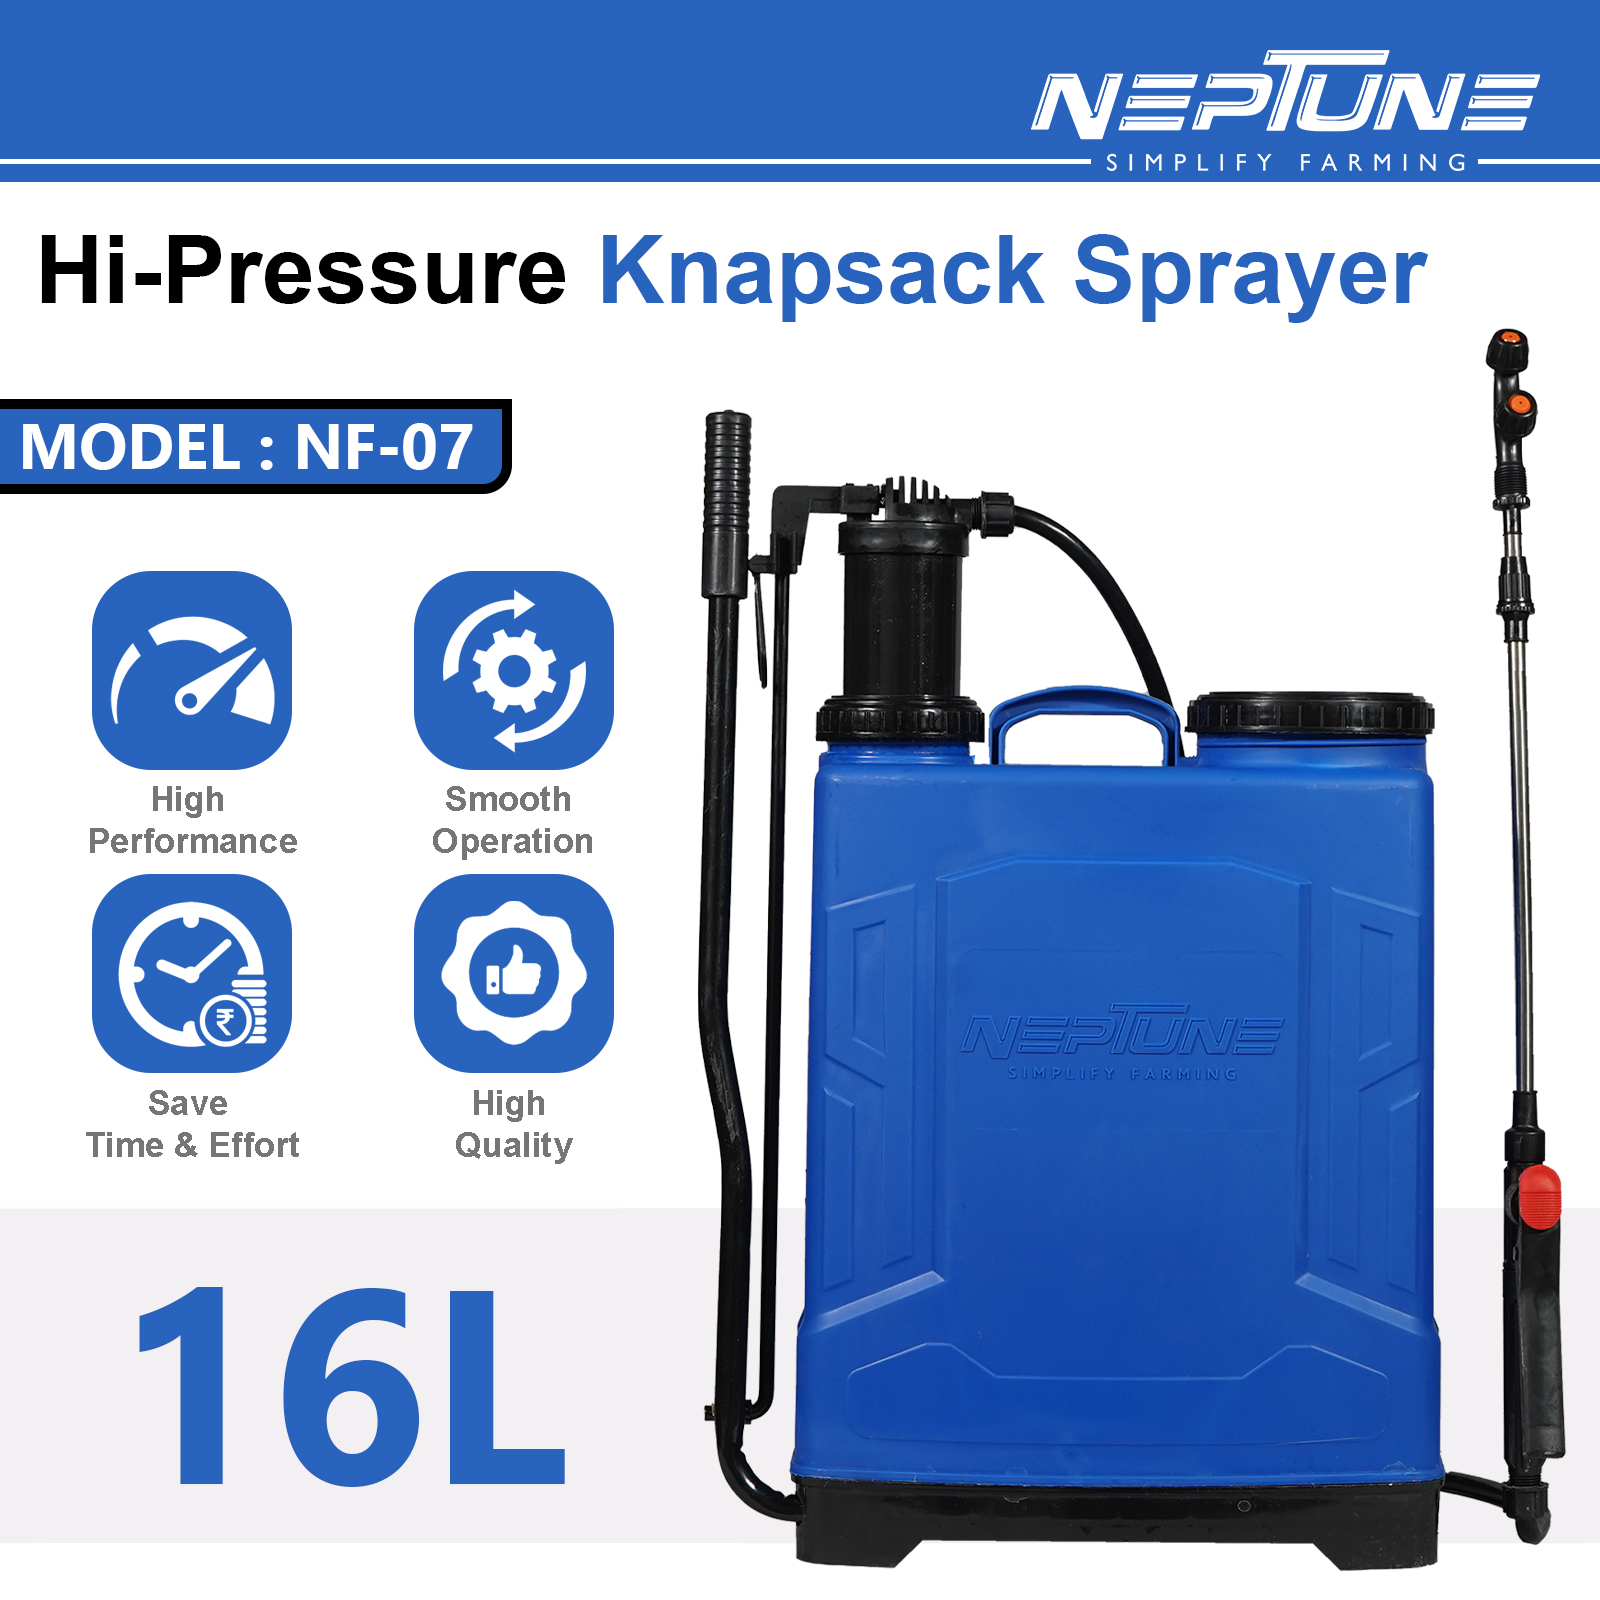 NEPTUNE
SIMPLIFY FARMING
Hi-Pressure Knapsack Sprayer
MODEL : NF-07
High
Performance
Smooth
Operation
Save
Time & Effort
High
Quality
16L
NEPTUNE
SIMPLIFY FARMING